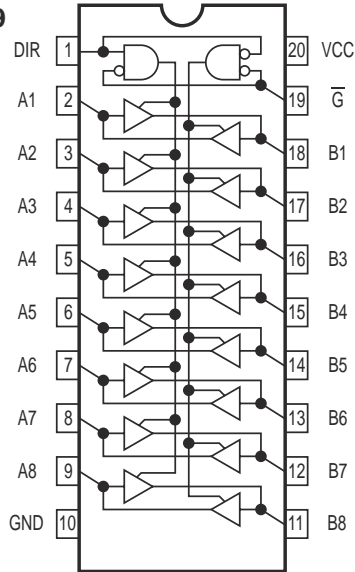 9
DIR 1 20 VCC
A1 2 19 G̅
A2 3 18 B1
A3 4 17 B2
A4 5 16 B3
A5 6 15 B4
A6 7 14 B5
A7 8 13 B6
A8 9 12 B7
GND 10 11 B8